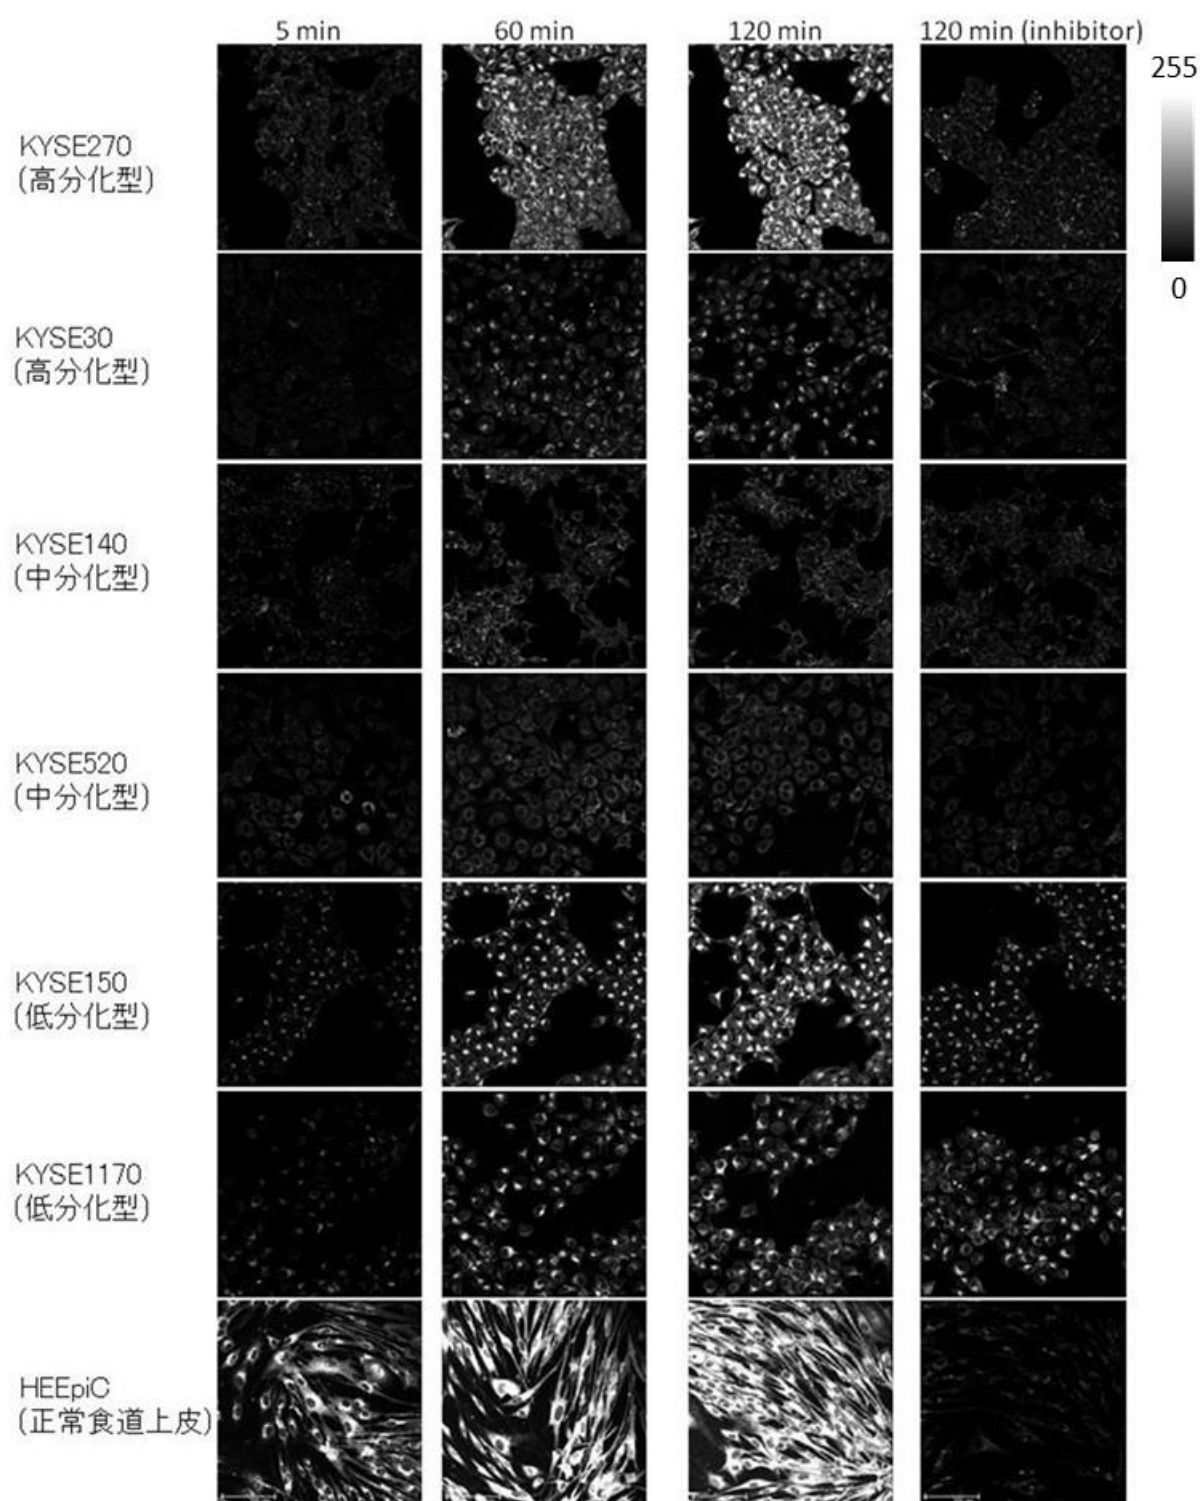 5 min 60 min 120 min 120 min (inhibitor)
255
0
KYSE270
(高分化型)
KYSE30
(高分化型)
KYSE140
(中分化型)
KYSE520
(中分化型)
KYSE150
(低分化型)
KYSE1170
(低分化型)
HEEpiC
(正常食道上皮)